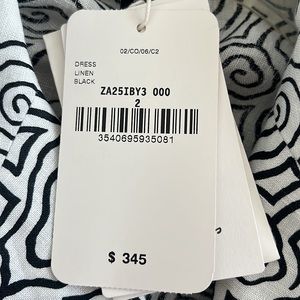 02/CO/06/C2
DRESS
LINEN
BLACK
ZA25IBY3 000
2
3540695935081
$ 345